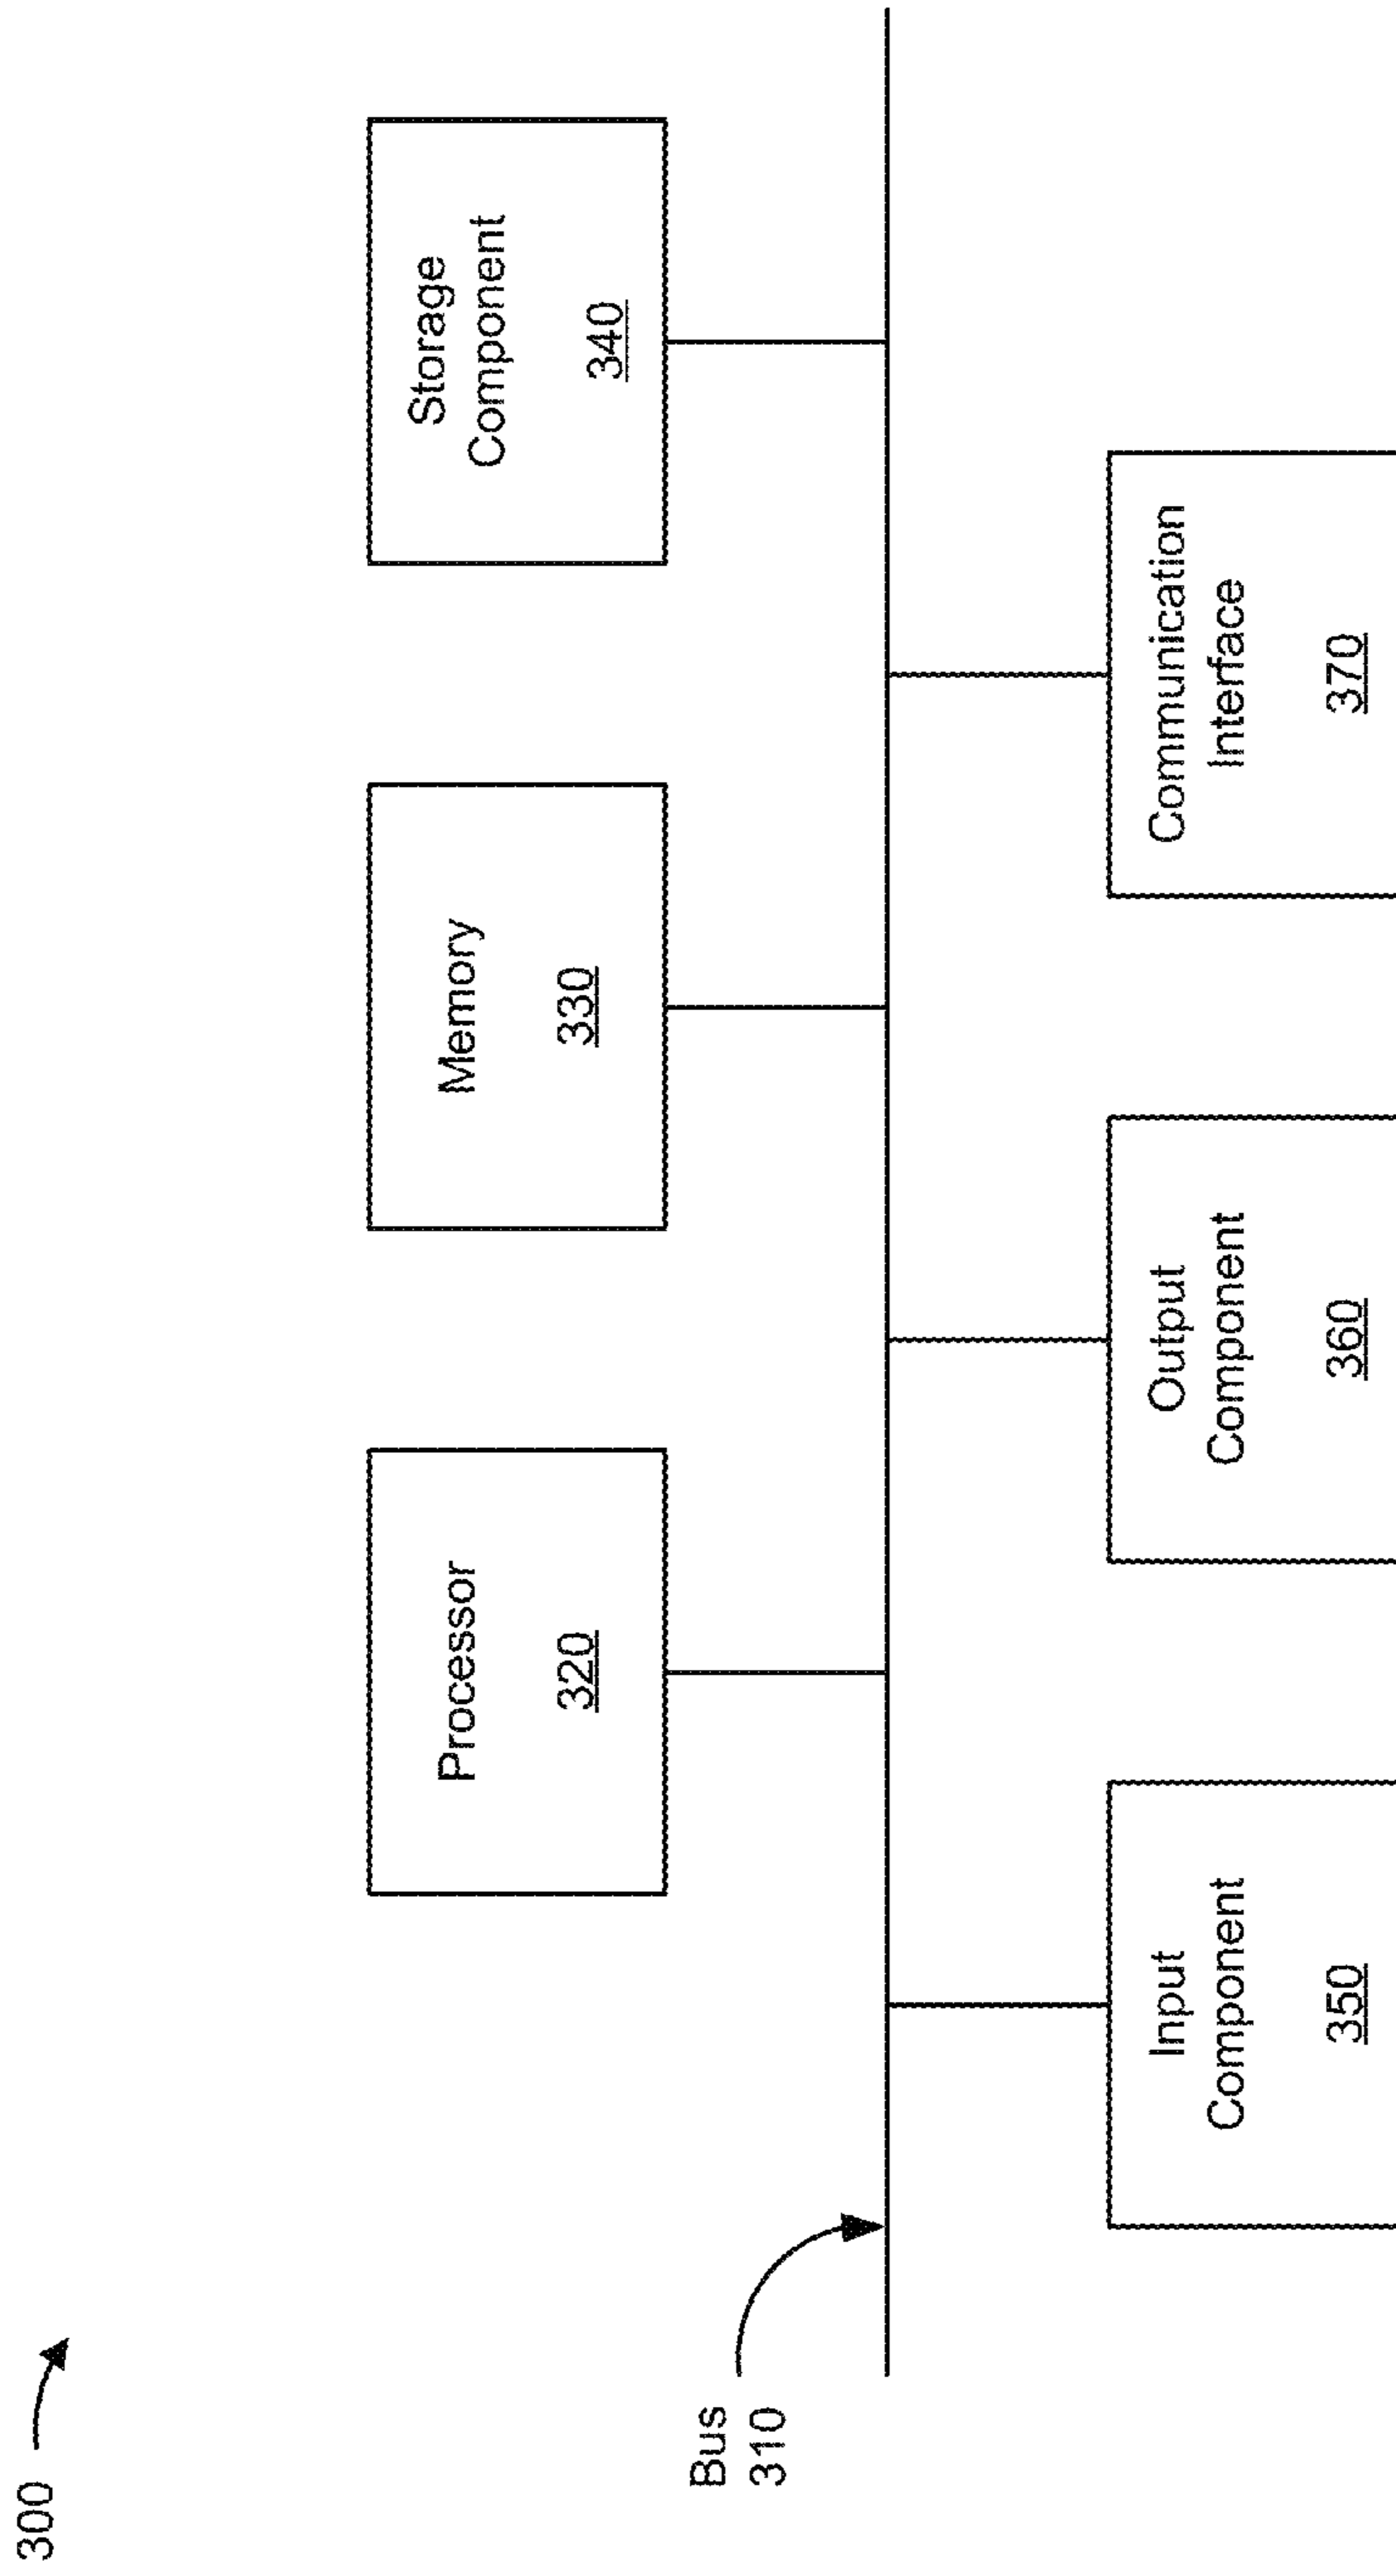 300
Processor
320
Memory
330
Storage
Component
340
Bus
310
Input
Component
350
Output
Component
360
Communication
Interface
370